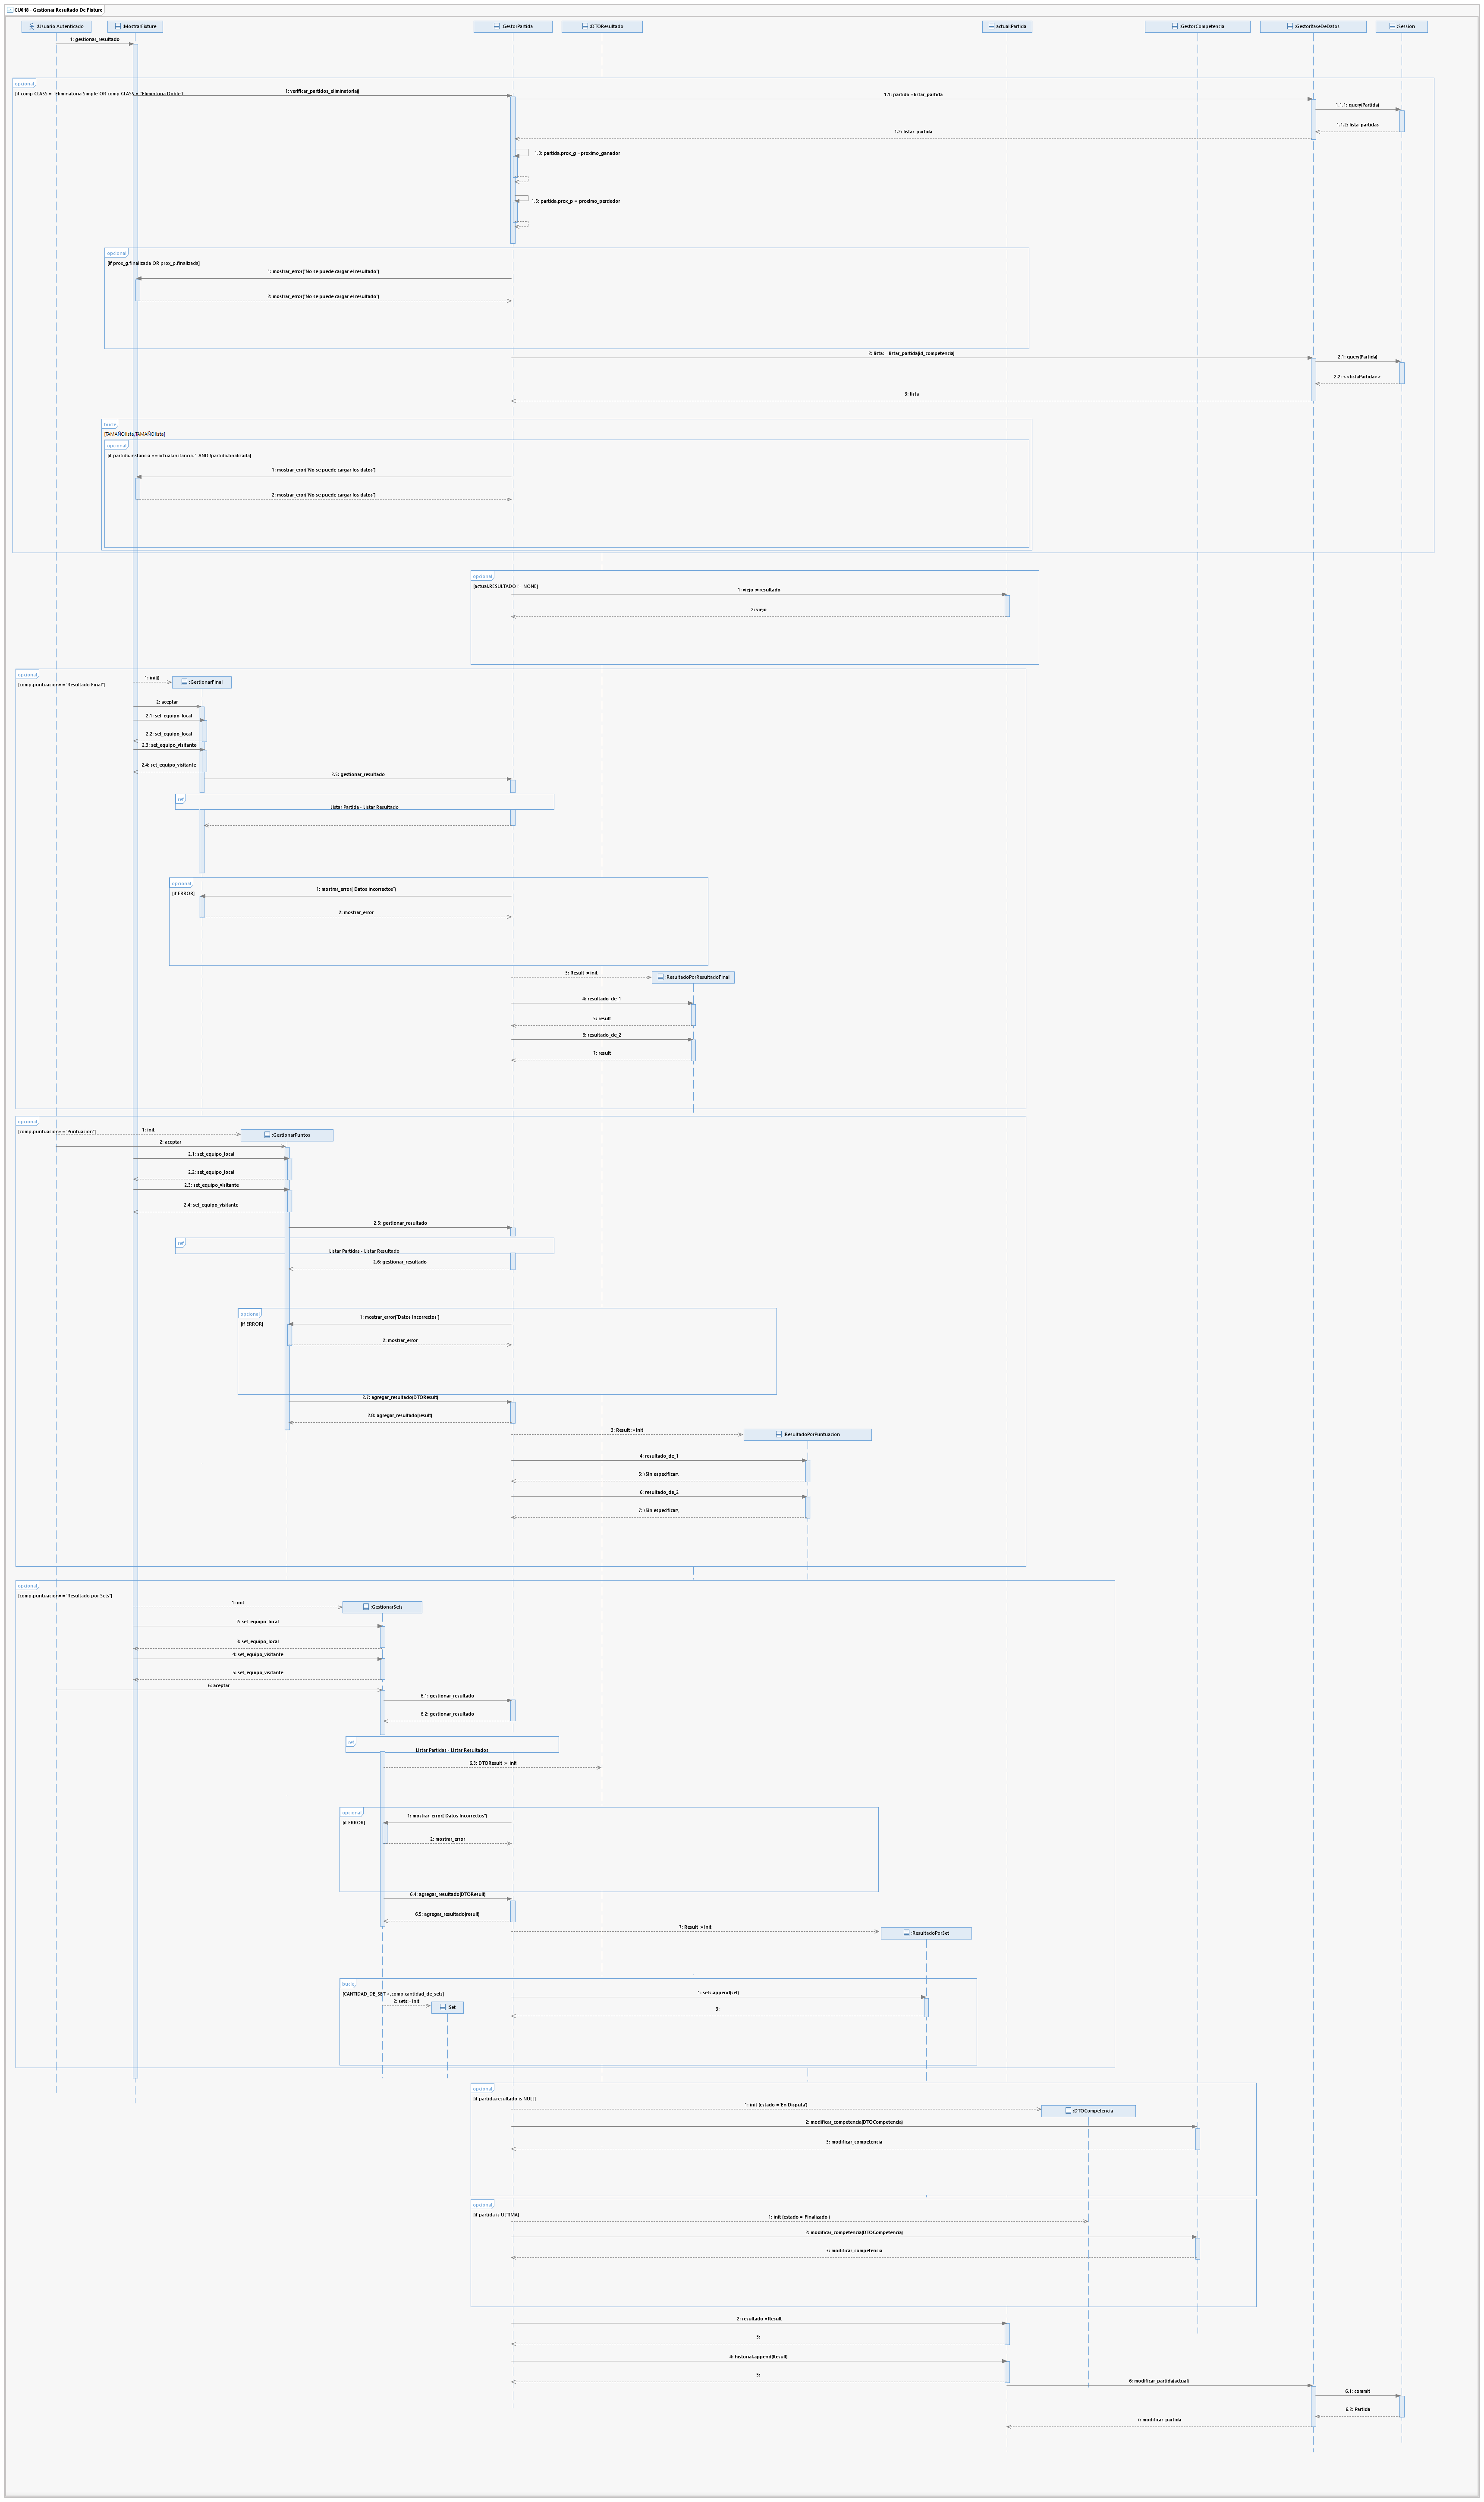 CU018 - Gestionar Resultado De Fixture
:Usuario Autenticado
:MostrarFixture
:GestorPartida
:DTOResultado
actual:Partida
:GestorCompetencia
:GestorBaseDeDatos
:Session
1: gestionar_resultado
opcional
[if comp CLASS = 'Eliminatoria Simple'OR comp CLASS = 'Elimintoria Doble']
1: verificar_partidos_eliminatoria()
1.1: partida =listar_partida
1.1.1: query(Partida)
1.1.2: lista_partidas
1.2: listar_partida
1.3: partida.prox_g =proximo_ganador
1.5: partida.prox_p = proximo_perdedor
opcional
[if prox_g.finalizada OR prox_p.finalizada]
1: mostrar_error('No se puede cargar el resultado')
2: mostrar_error('No se puede cargar el resultado')
2: lista:= listar_partida(id_competencia)
2.1: query(Partida)
2.2: <<listaPartida>>
3: lista
bucle
[TAMAÑOlista,TAMAÑOlista]
opcional
[if partida.instancia ==actual.instancia-1 AND !partida.finalizada]
1: mostrar_eror('No se puede cargar los datos')
2: mostrar_eror('No se puede cargar los datos')
opcional
[actual.RESULTADO != NONE]
1: viejo :=resultado
2: viejo
opcional
[comp.puntuacion=='Resultado Final']
1: init()
:GestionarFinal
2: aceptar
2.1: set_equipo_local
2.2: set_equipo_local
2.3: set_equipo_visitante
2.4: set_equipo_visitante
2.5: gestionar_resultado
ref
Listar Partida - Listar Resultado
opcional
[if ERROR]
1: mostrar_error('Datos incorrectos')
2: mostrar_error
3: Result :=init
:ResultadoPorResultadoFinal
4: resultado_de_1
5: result
6: resultado_de_2
7: result
opcional
[comp.puntuacion=='Puntuacion']
1: init
:GestionarPuntos
2: aceptar
2.1: set_equipo_local
2.2: set_equipo_local
2.3: set_equipo_visitante
2.4: set_equipo_visitante
2.5: gestionar_resultado
ref
Listar Partidas - Listar Resultado
2.6: gestionar_resultado
opcional
[if ERROR]
1: mostrar_error('Datos Incorrectos')
2: mostrar_error
2.7: agregar_resultado(DTOResult)
2.8: agregar_resultado(result)
3: Result :=init
:ResultadoPorPuntuacion
4: resultado_de_1
5: \Sin especificar\
6: resultado_de_2
7: \Sin especificar\
opcional
[comp.puntuacion=='Resultado por Sets']
1: init
:GestionarSets
2: set_equipo_local
3: set_equipo_local
4: set_equipo_visitante
5: set_equipo_visitante
6: aceptar
6.1: gestionar_resultado
6.2: gestionar_resultado
ref
Listar Partidas - Listar Resultados
6.3: DTOResult := init
opcional
[if ERROR]
1: mostrar_error('Datos Incorrectos')
2: mostrar_error
6.4: agregar_resultado(DTOResult)
6.5: agregar_resultado(result)
7: Result :=init
:ResultadoPorSet
bucle
[CANTIDAD_DE_SET <,comp.cantidad_de_sets]
1: sets.append(set)
2: sets:=init
:Set
3:
opcional
[if partida.resultado is NULL]
1: init (estado ='En Disputa')
:DTOCompetencia
2: modificar_competencia(DTOCompetencia)
3: modificar_competencia
opcional
[if partida is ULTIMA]
1: init (estado ='Finalizado')
2: modificar_competencia(DTOCompetencia)
3: modificar_competencia
2: resultado =Result
3:
4: historial.append(Result)
5:
6: modificar_partida(actual)
6.1: commit
6.2: Partida
7: modificar_partida